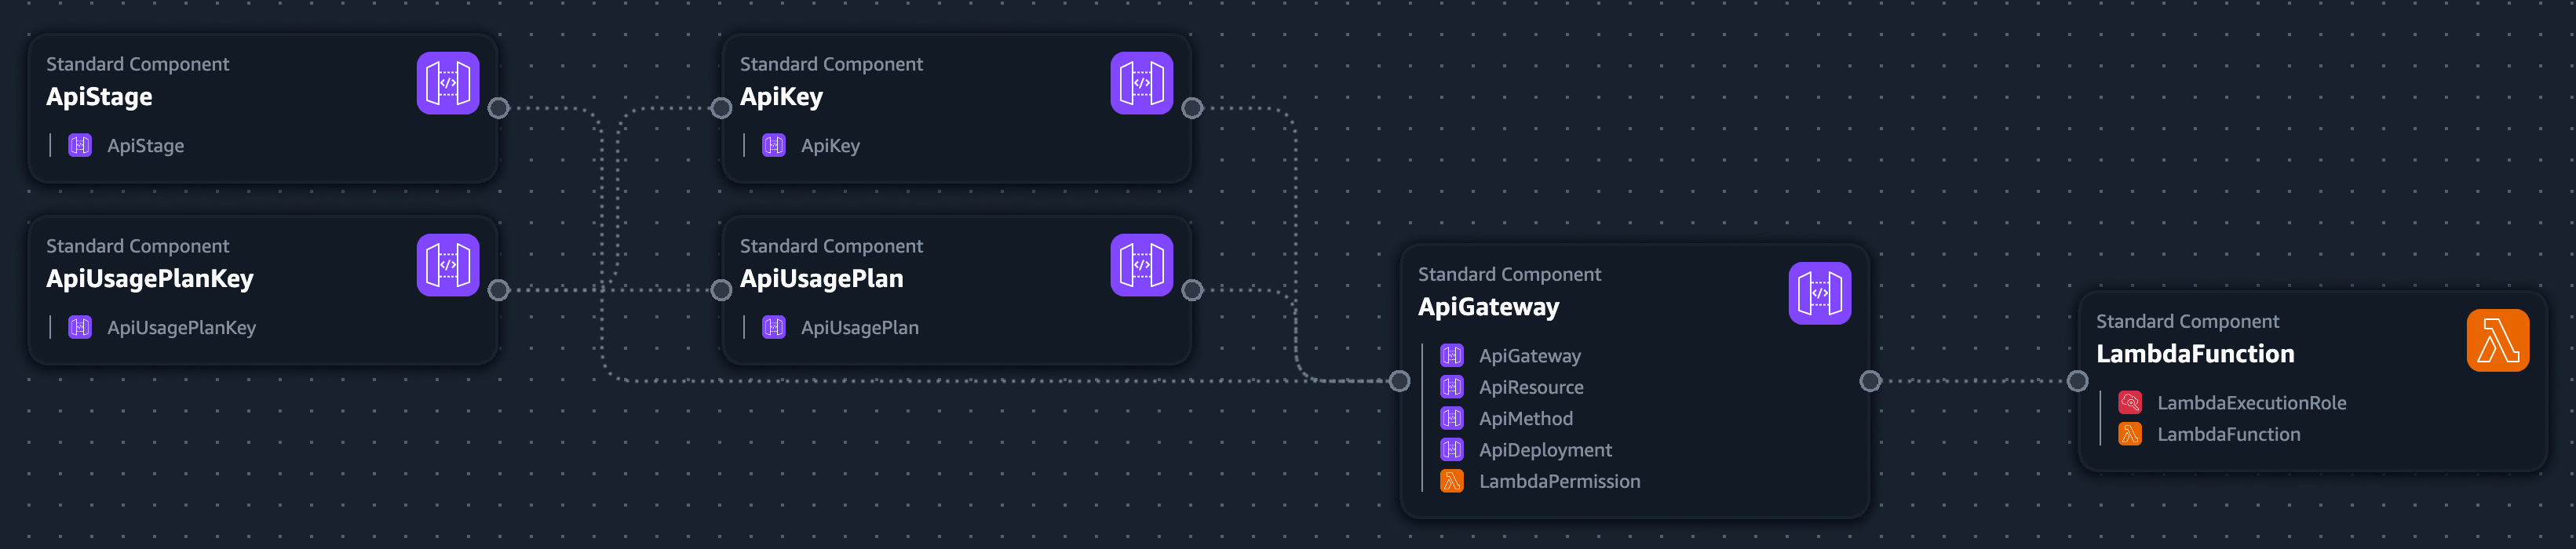 Standard Component
ApiStage
ApiStage
Standard Component
ApiUsagePlanKey
ApiUsagePlanKey
Standard Component
ApiKey
ApiKey
Standard Component
ApiUsagePlan
ApiUsagePlan
Standard Component
ApiGateway
ApiGateway
ApiResource
ApiMethod
ApiDeployment
LambdaPermission
Standard Component
LambdaFunction
LambdaExecutionRole
LambdaFunction